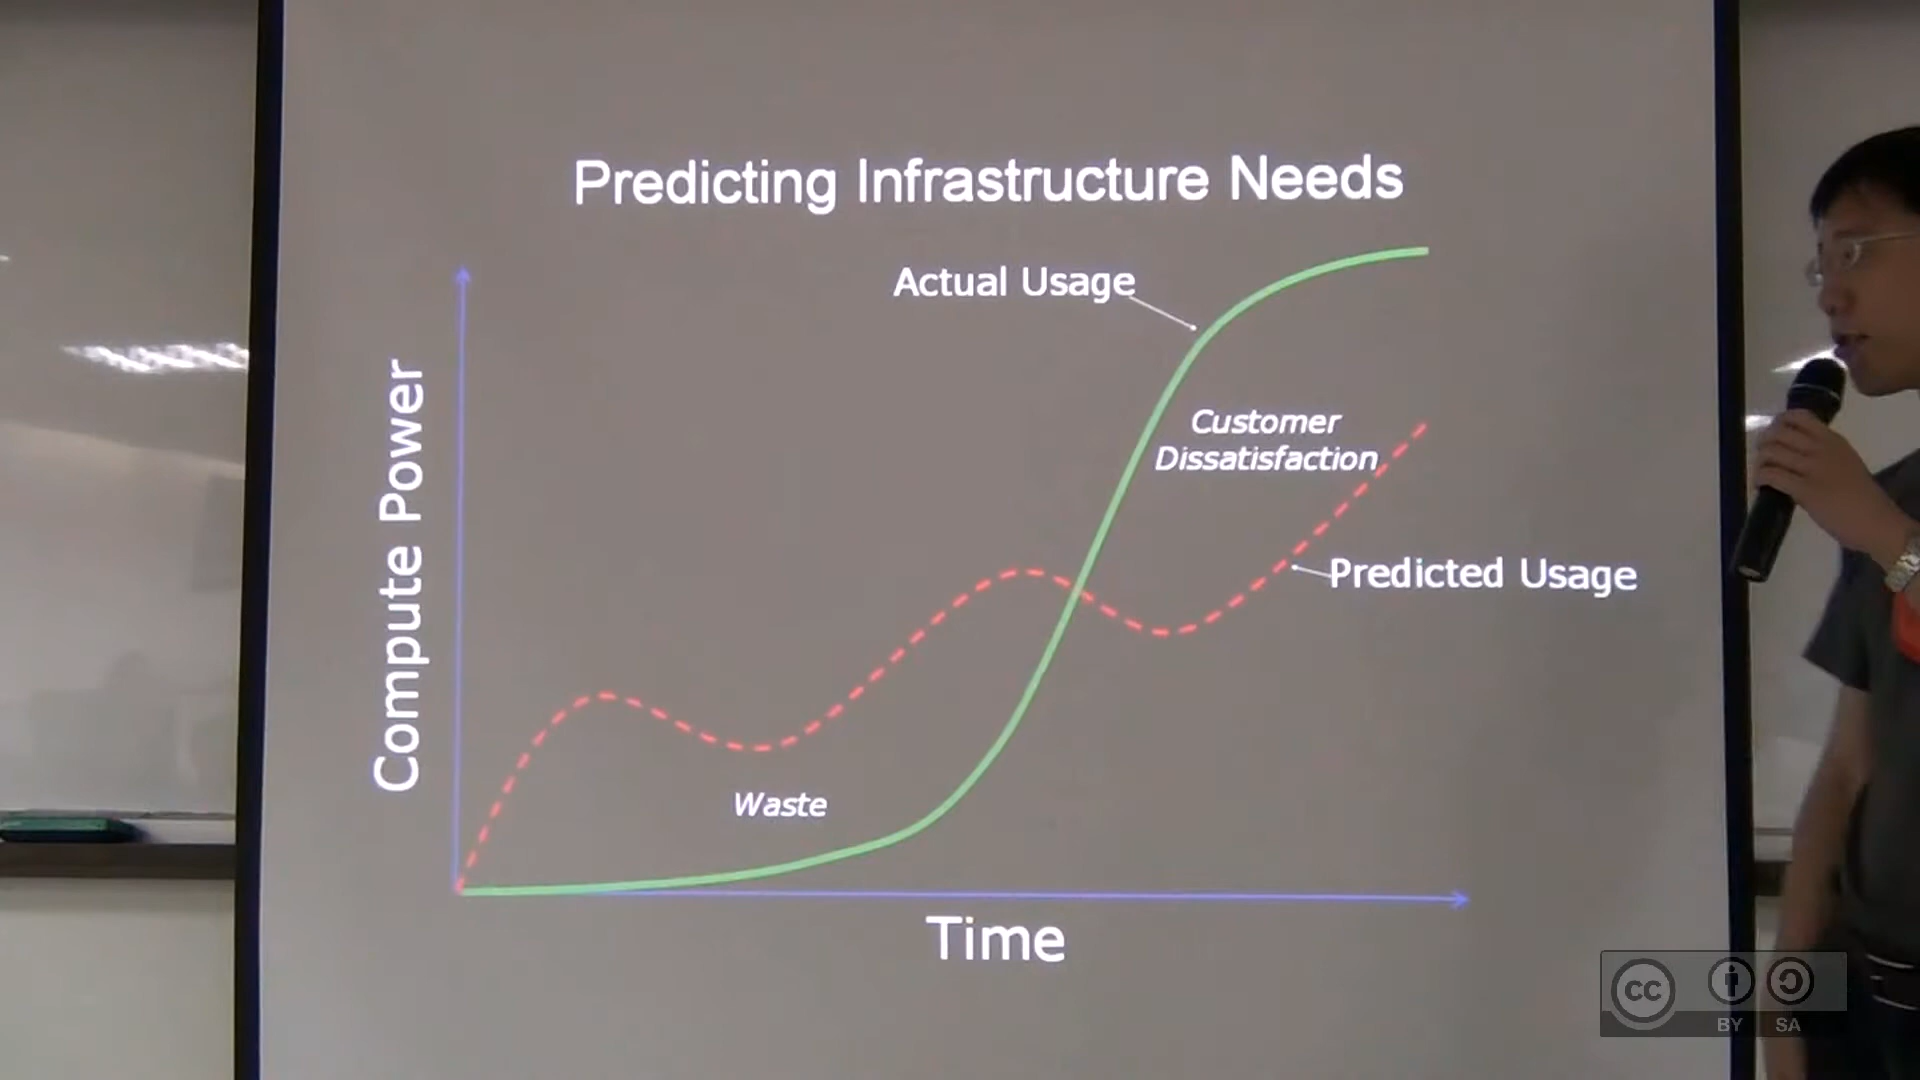 Predicting Infrastructure Needs
Actual Usage
Customer
Dissatisfaction
Predicted Usage
Compute Power
Waste
Time
cc
BY SA